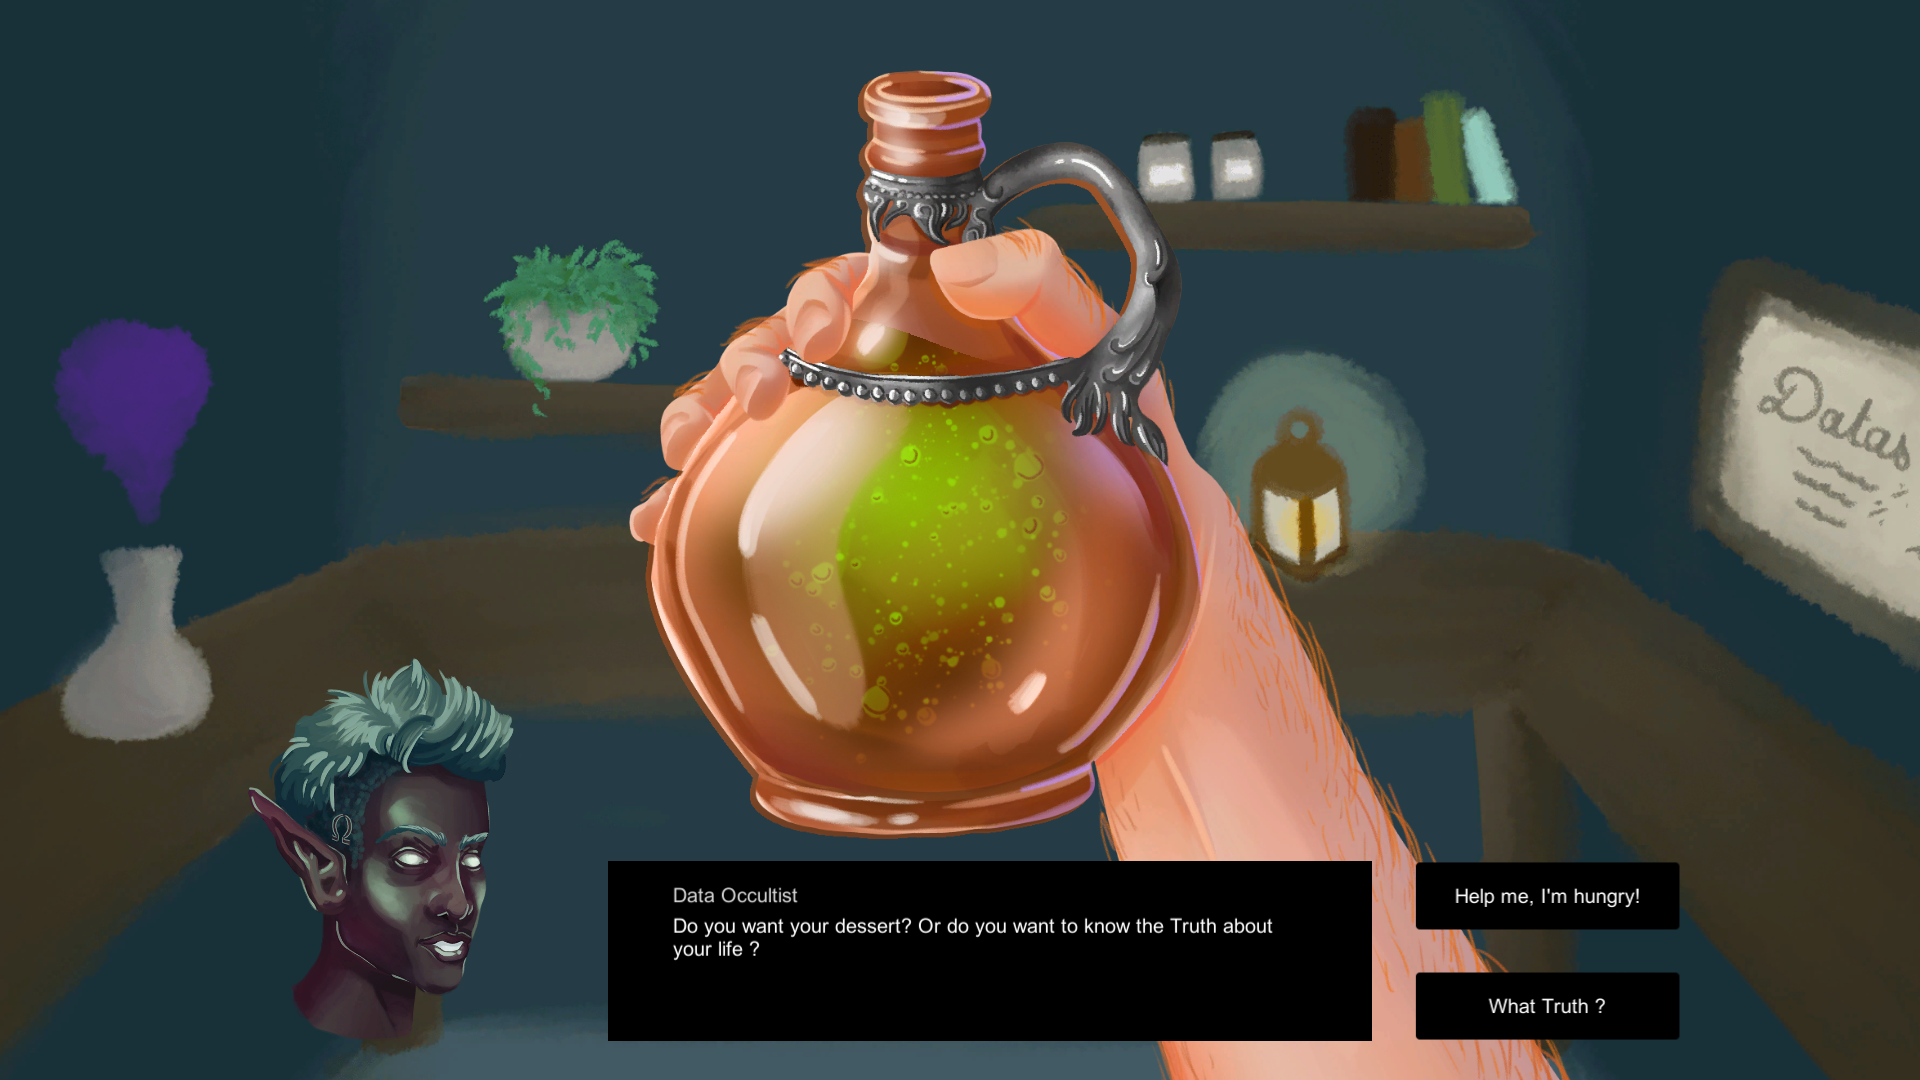 Datas
Ω
Data Occultist
Do you want your dessert? Or do you want to know the Truth about
your life ?
Help me, I'm hungry!
What Truth ?